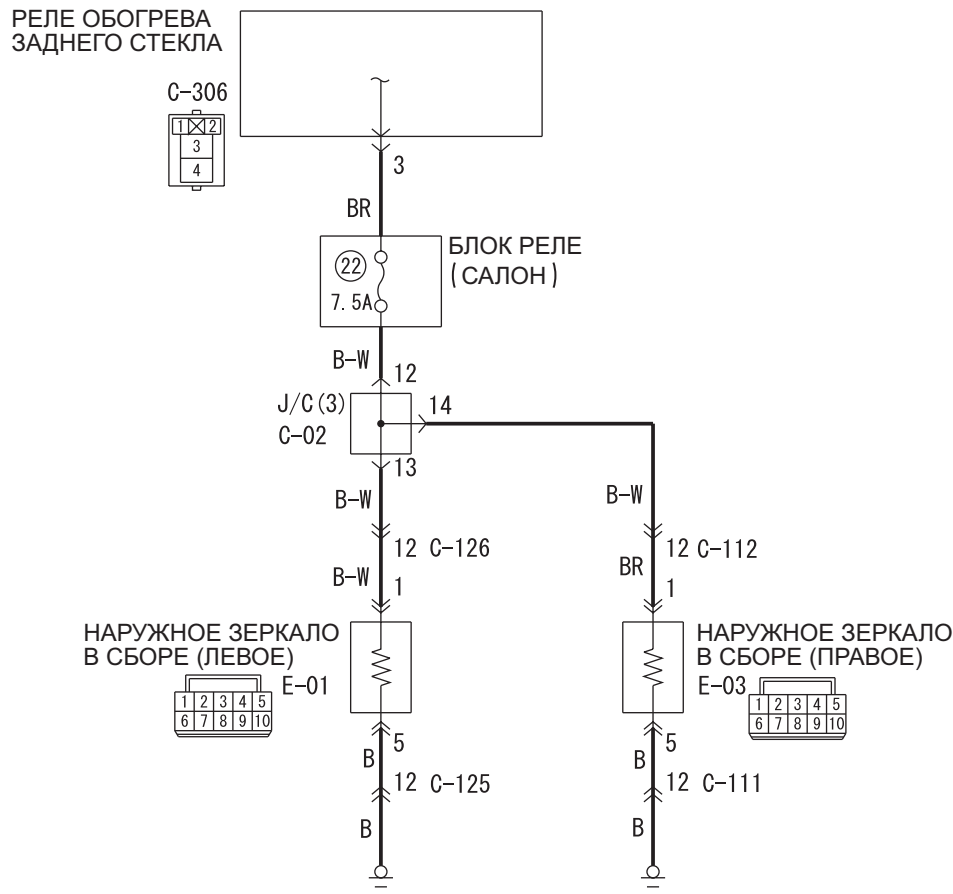 РЕЛЕ ОБОГРЕВА
ЗАДНЕГО СТЕКЛА
C-306
1 2
3
4
3
BR
БЛОК РЕЛЕ
(САЛОН)
22
7.5A
B-W
12
J/C(3)
C-02
14
13
B-W
B-W
12 C-126
12 C-112
B-W
1
BR
1
НАРУЖНОЕ ЗЕРКАЛО
В СБОРЕ (ЛЕВОЕ)
E-01
1 2 3 4 5
6 7 8 9 10
НАРУЖНОЕ ЗЕРКАЛО
В СБОРЕ (ПРАВОЕ)
E-03
1 2 3 4 5
6 7 8 9 10
5
B
12 C-125
B
5
B
12 C-111
B